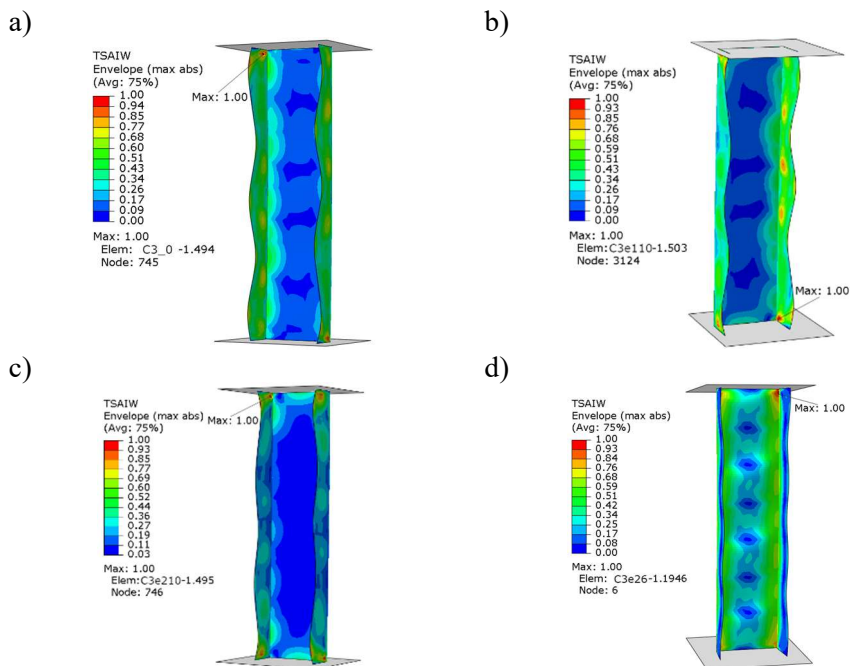 a)
TSAIW
Envelope (max abs)
(Avg: 75%)
1.00
0.94
0.85
0.77
0.68
0.60
0.51
0.43
0.34
0.26
0.17
0.09
0.00
Max: 1.00
Max: 1.00
Elem: C3_0 -1.494
Node: 745
b)
TSAIW
Envelope (max abs)
(Avg: 75%)
1.00
0.93
0.85
0.76
0.68
0.59
0.51
0.42
0.34
0.25
0.17
0.09
0.00
Max: 1.00
Elem:C3e110-1.503
Node: 3124
Max: 1.00
c)
TSAIW
Envelope (max abs)
(Avg: 75%)
1.00
0.93
0.85
0.77
0.69
0.60
0.52
0.44
0.36
0.27
0.19
0.11
0.03
Max: 1.00
Max: 1.00
Elem:C3e210-1.495
Node: 746
d)
TSAIW
Envelope (max abs)
(Avg: 75%)
1.00
0.93
0.84
0.76
0.68
0.59
0.51
0.42
0.34
0.25
0.17
0.08
0.00
Max: 1.00
Max: 1.00
Elem: C3e26-1.1946
Node: 6